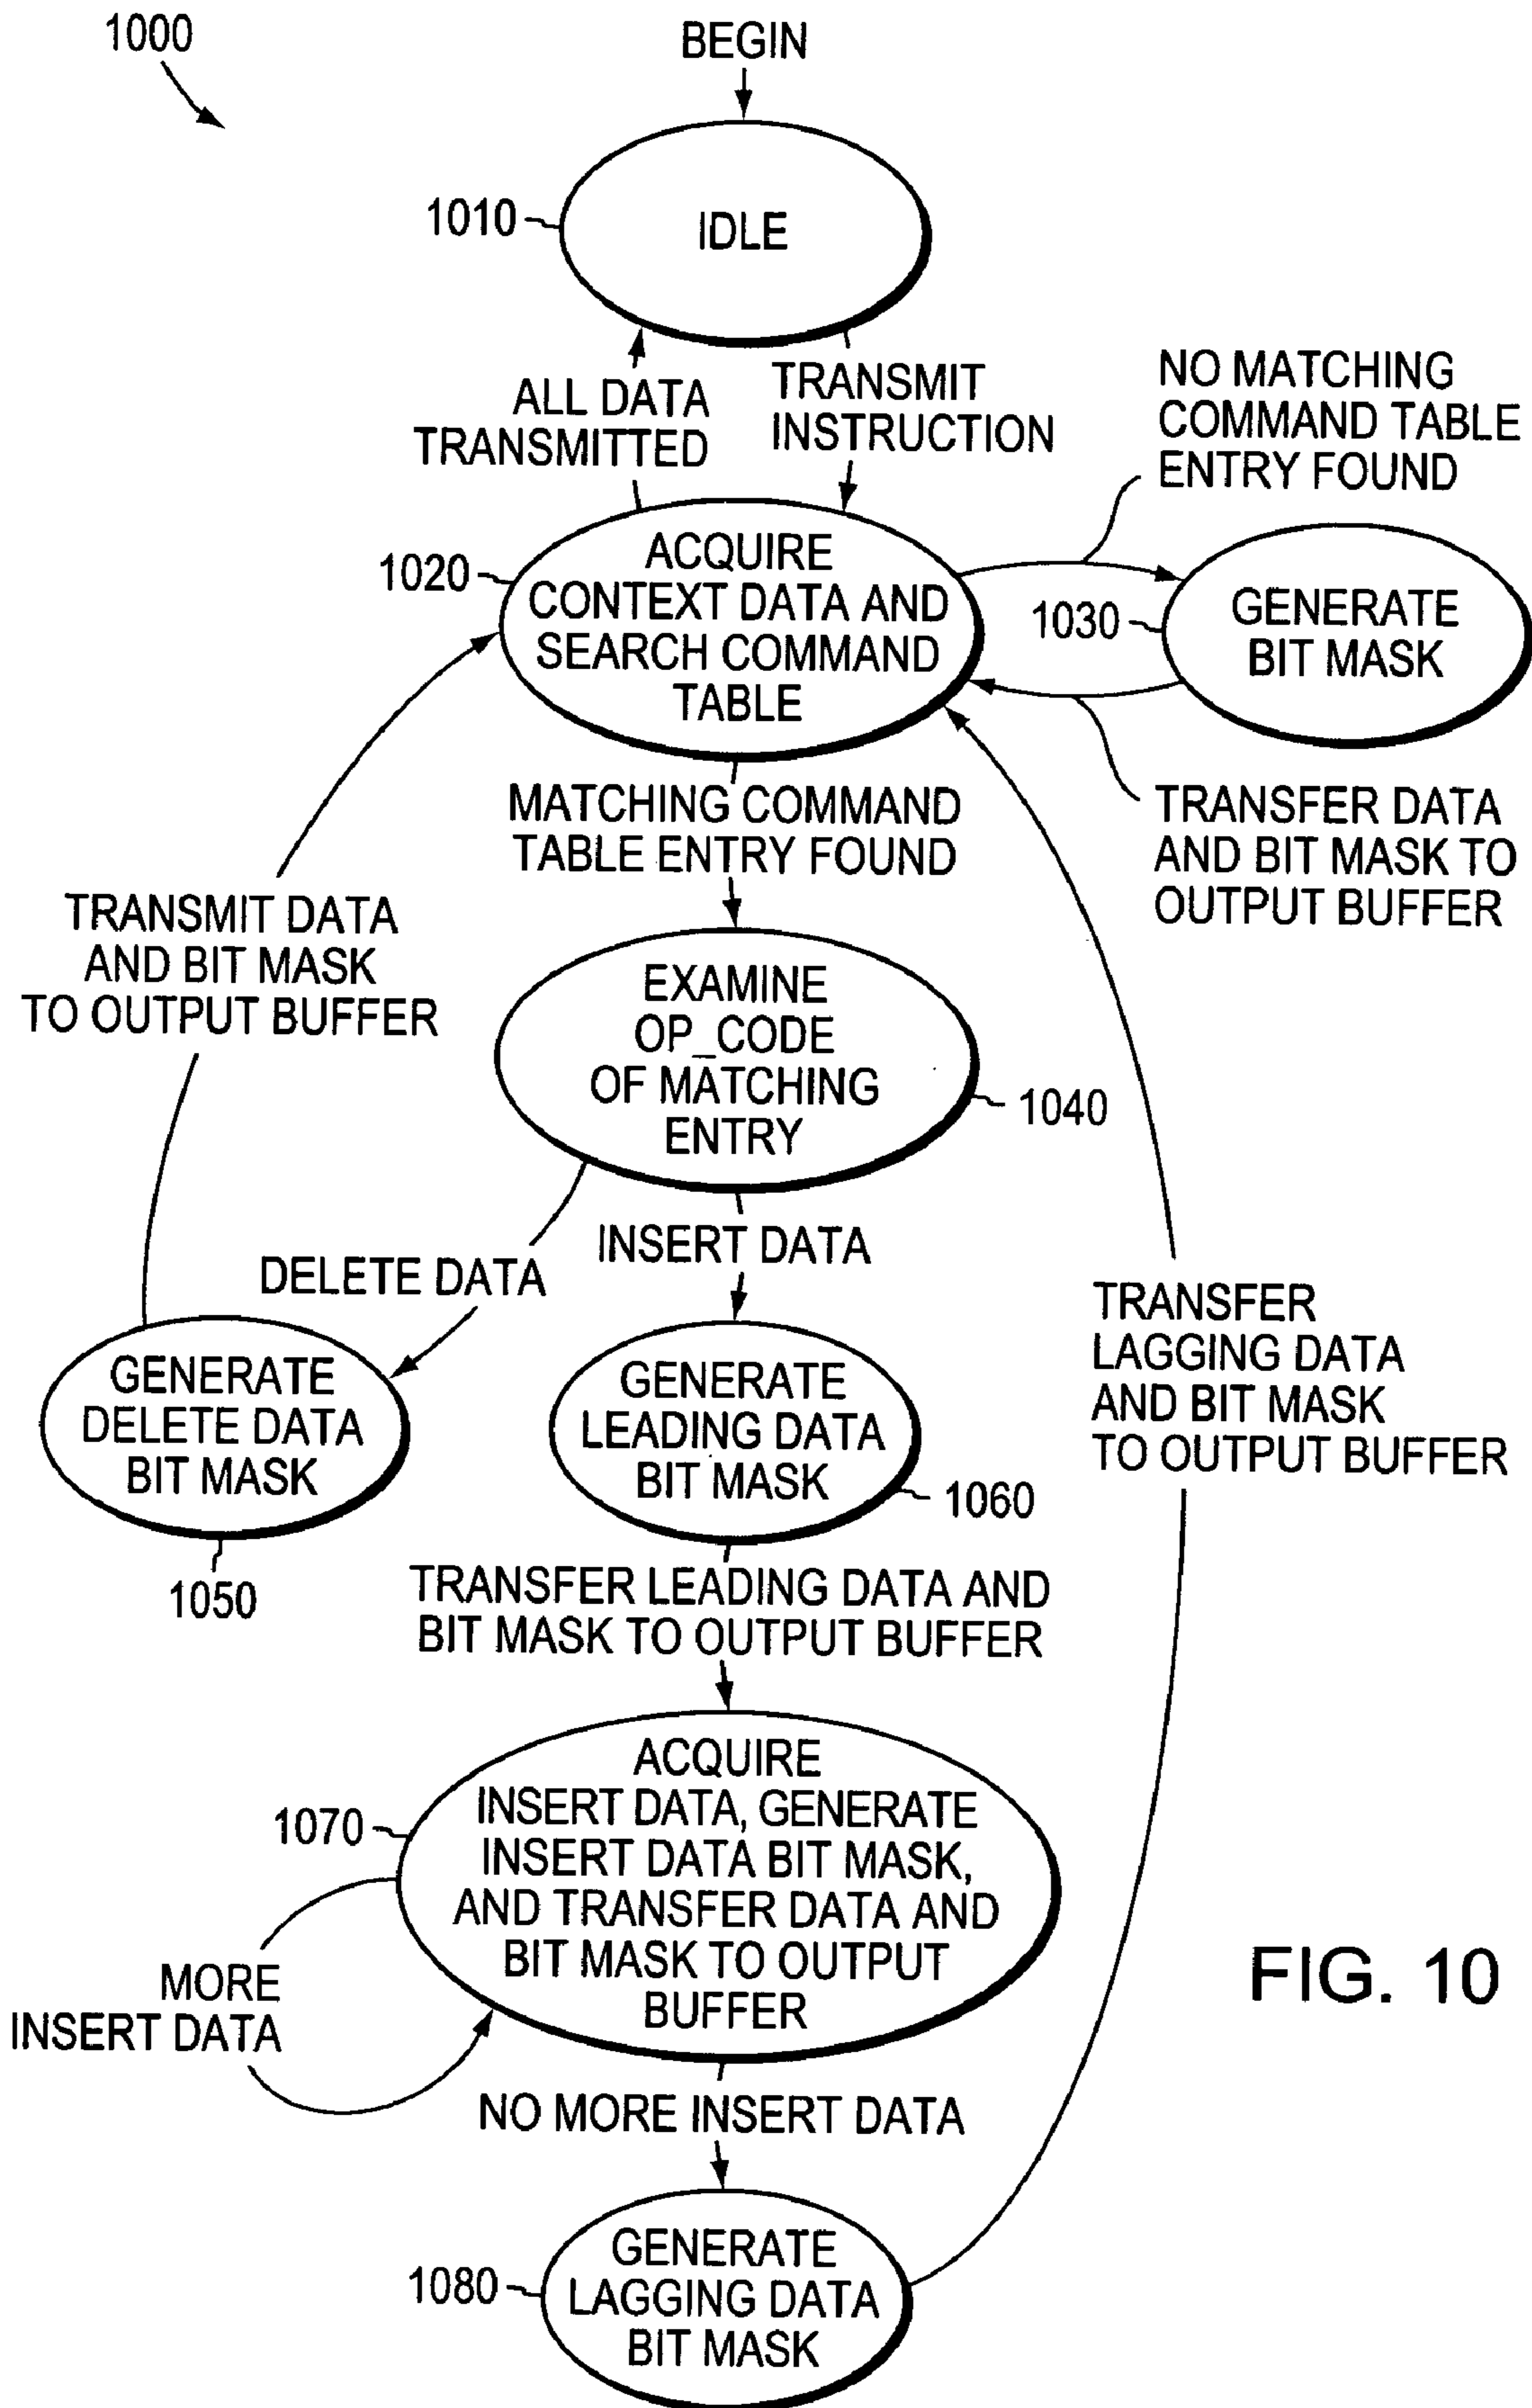 1000
BEGIN
1010
IDLE
ALL DATA
TRANSMITTED
TRANSMIT
INSTRUCTION
NO MATCHING
COMMAND TABLE
ENTRY FOUND
1020
ACQUIRE
CONTEXT DATA AND
SEARCH COMMAND
TABLE
1030
GENERATE
BIT MASK
MATCHING COMMAND
TABLE ENTRY FOUND
TRANSFER DATA
AND BIT MASK TO
OUTPUT BUFFER
TRANSMIT DATA
AND BIT MASK
TO OUTPUT BUFFER
EXAMINE
OP_CODE
OF MATCHING
ENTRY
1040
DELETE DATA
INSERT DATA
TRANSFER
LAGGING DATA
AND BIT MASK
TO OUTPUT BUFFER
GENERATE
DELETE DATA
BIT MASK
1050
GENERATE
LEADING DATA
BIT MASK
1060
TRANSFER LEADING DATA AND
BIT MASK TO OUTPUT BUFFER
1070
ACQUIRE
INSERT DATA, GENERATE
INSERT DATA BIT MASK,
AND TRANSFER DATA AND
BIT MASK TO OUTPUT
BUFFER
MORE
INSERT DATA
FIG. 10
NO MORE INSERT DATA
1080
GENERATE
LAGGING DATA
BIT MASK